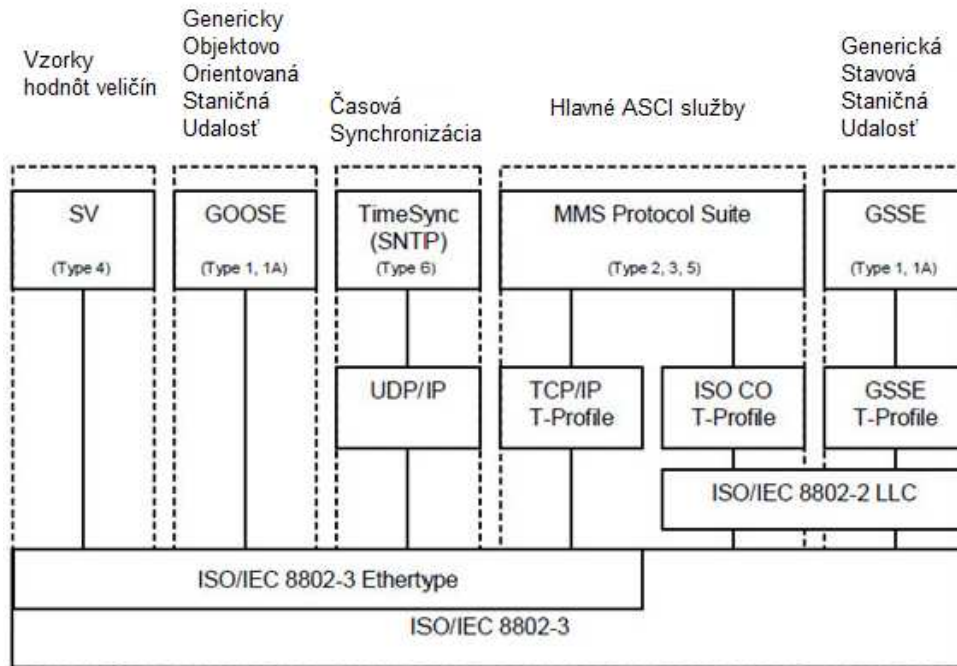 Vzorky
hodnôt veličín
Genericky
Objektovo
Orientovaná
Staničná
Udalosť
Časová
Synchronizácia
Hlavné ASCI služby
Generická
Stavová
Staničná
Udalosť
SV
(Type 4)
GOOSE
(Type 1, 1A)
TimeSync
(SNTP)
(Type 6)
MMS Protocol Suite
(Type 2, 3, 5)
GSSE
(Type 1, 1A)
UDP/IP
TCP/IP
T-Profile
ISO CO
T-Profile
GSSE
T-Profile
ISO/IEC 8802-2 LLC
ISO/IEC 8802-3 Ethertype
ISO/IEC 8802-3